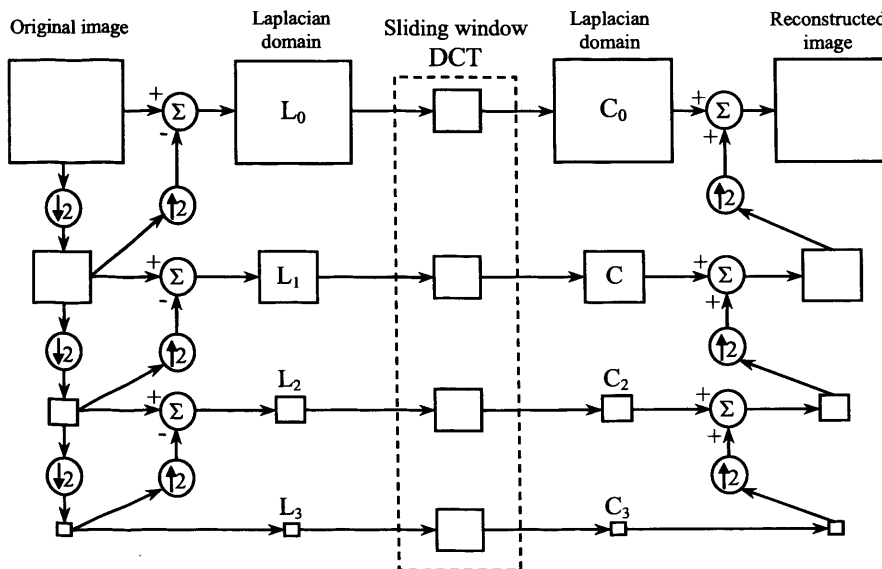 Original image
Laplacian
domain
Sliding window
DCT
Laplacian
domain
Reconstructed
image
+
Σ
-
L0
C0
+
Σ
+
↓2
↑2
↑2
+
Σ
-
L1
C
+
Σ
+
↓2
↑2
↑2
+
Σ
-
L2
C2
+
Σ
+
↓2
↑2
↑2
L3
C3